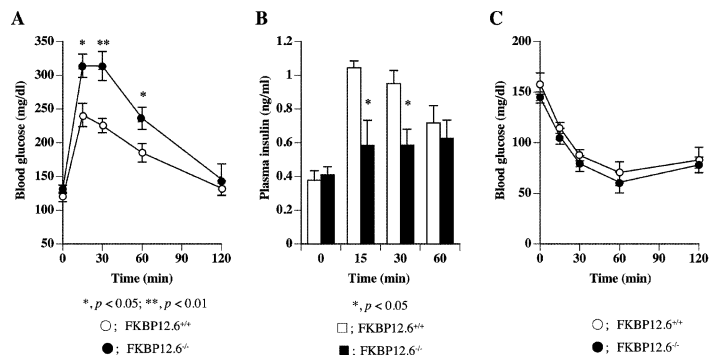 A
B
C
Blood glucose (mg/dl)
350
300
250
200
150
100
50
* ** *
0 30 60 90 120
Time (min)
*, p < 0.05; **, p < 0.01
○; FKBP12.6+/+
●; FKBP12.6-/-
Plasma insulin (ng/ml)
1.2
1
0.8
0.6
0.4
0.2
0
* *
0 15 30 60
Time (min)
*, p < 0.05
□; FKBP12.6+/+
■; FKBP12.6-/-
Blood glucose (mg/dl)
200
150
100
50
0
0 30 60 90 120
Time (min)
○; FKBP12.6+/+
●; FKBP12.6-/-